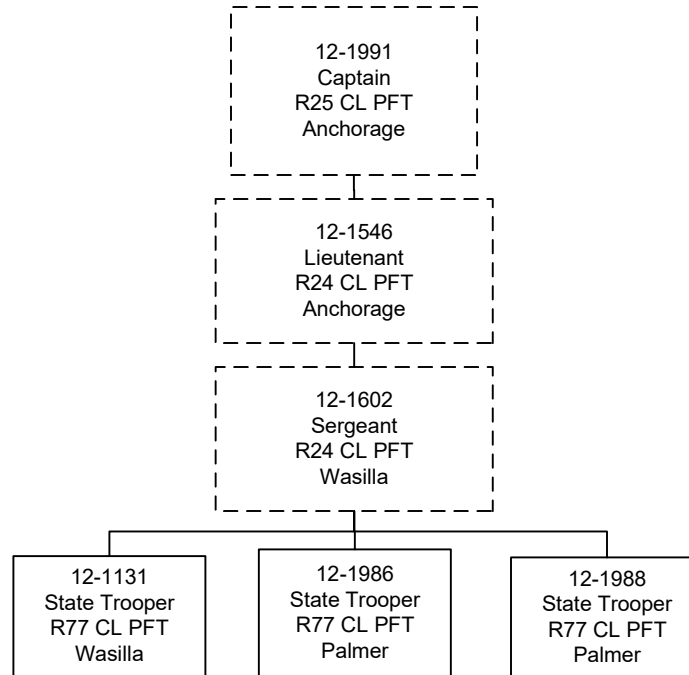 12-1991
Captain
R25 CL PFT
Anchorage
12-1546
Lieutenant
R24 CL PFT
Anchorage
12-1602
Sergeant
R24 CL PFT
Wasilla
12-1131
State Trooper
R77 CL PFT
Wasilla
12-1986
State Trooper
R77 CL PFT
Palmer
12-1988
State Trooper
R77 CL PFT
Palmer